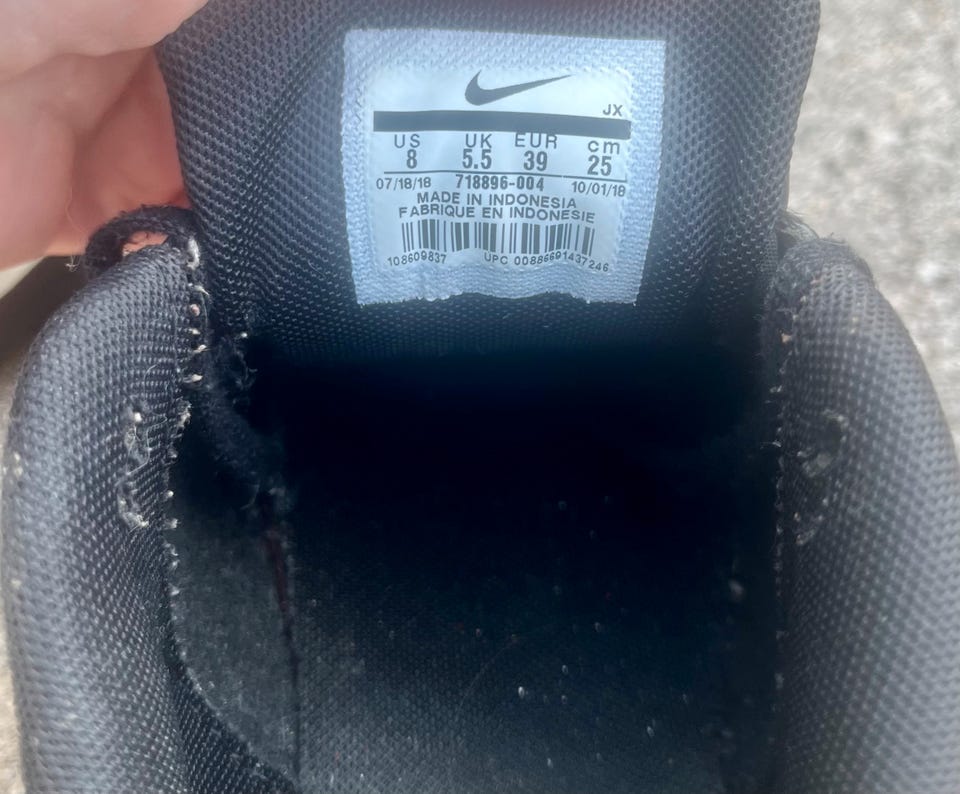 JX
US UK EUR cm
8 5.5 39 25
07/18/18 718896-004 10/01/18
MADE IN INDONESIA
FABRIQUE EN INDONESIE
108609837 UPC 00886691437246